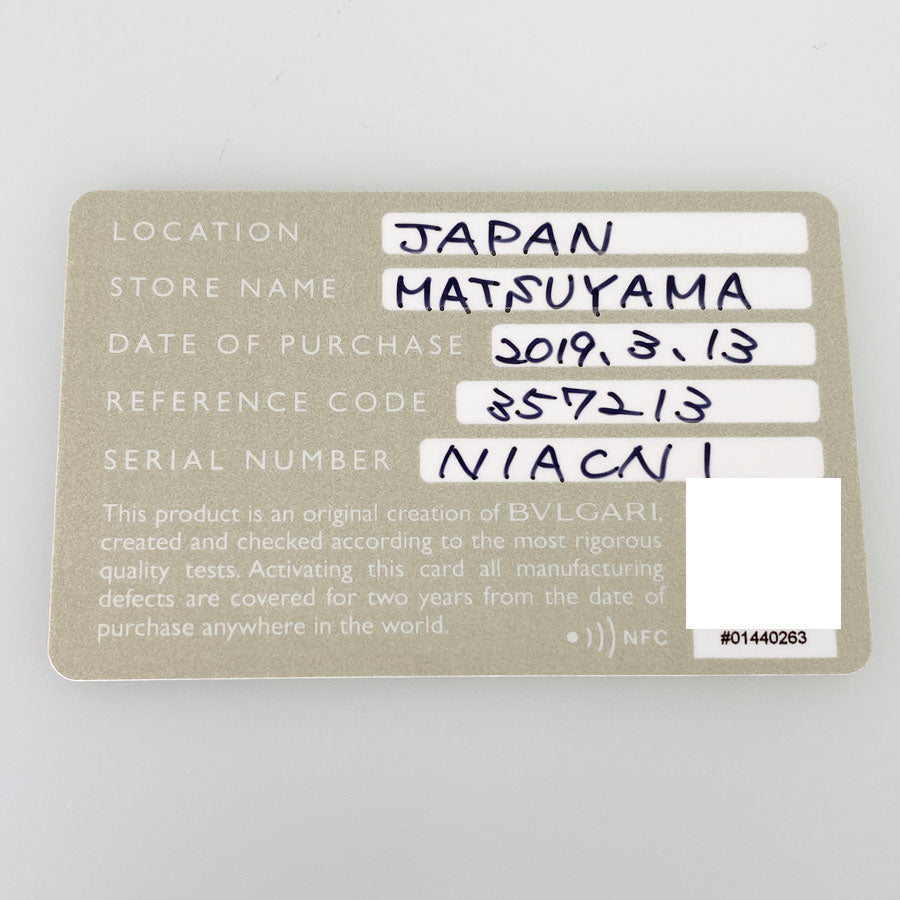 LOCATION JAPAN
STORE NAME MATSUYAMA
DATE OF PURCHASE 2019.3.13
REFERENCE CODE 357213
SERIAL NUMBER NIACNI
This product is an original creation of BVLGARI,
created and checked according to the most rigorous
quality tests. Activating this card all manufacturing
defects are covered for two years from the date of
purchase anywhere in the world.
NFC
#01440263